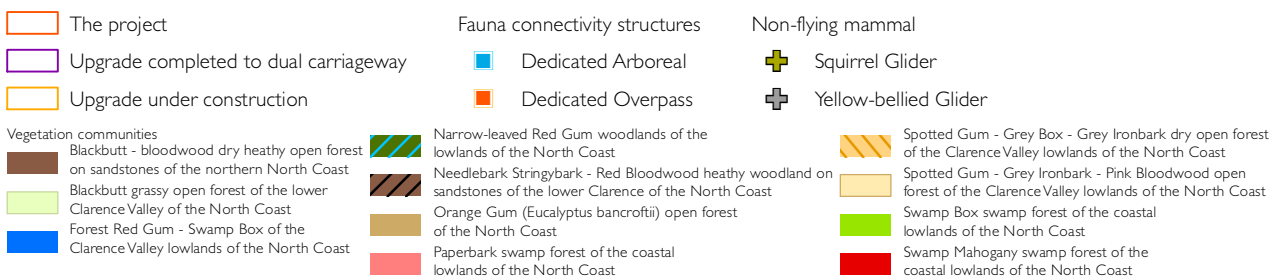 The project
Upgrade completed to dual carriageway
Upgrade under construction
Fauna connectivity structures
Dedicated Arboreal
Dedicated Overpass
Non-flying mammal
Squirrel Glider
Yellow-bellied Glider
Vegetation communities
Blackbutt - bloodwood dry heathy open forest
on sandstones of the northern North Coast
Blackbutt grassy open forest of the lower
Clarence Valley of the North Coast
Forest Red Gum - Swamp Box of the
Clarence Valley lowlands of the North Coast
Narrow-leaved Red Gum woodlands of the
lowlands of the North Coast
Needlebark Stringybark - Red Bloodwood heathy woodland on
sandstones of the lower Clarence of the North Coast
Orange Gum (Eucalyptus bancroftii) open forest
of the North Coast
Paperbark swamp forest of the coastal
lowlands of the North Coast
Spotted Gum - Grey Box - Grey Ironbark dry open forest
of the Clarence Valley lowlands of the North Coast
Spotted Gum - Grey Ironbark - Pink Bloodwood open
forest of the Clarence Valley lowlands of the North Coast
Swamp Box swamp forest of the coastal
lowlands of the North Coast
Swamp Mahogany swamp forest of the
coastal lowlands of the North Coast